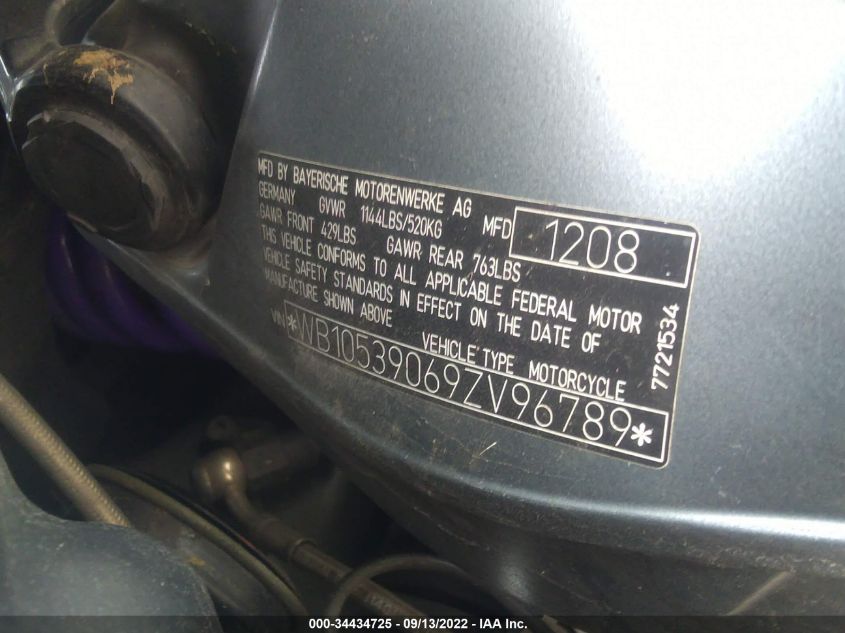 MFD BY BAYERISCHE MOTORENWERKE AG MFD 1208
GERMANY GVWR 1144LBS/520KG
GAWR FRONT 429LBS GAWR REAR 763LBS
THIS VEHICLE CONFORMS TO ALL APPLICABLE FEDERAL MOTOR
VEHICLE SAFETY STANDARDS IN EFFECT ON THE DATE OF
MANUFACTURE SHOWN ABOVE
VEHICLE TYPE MOTORCYCLE
VIN *WB10539069ZV96789*
7721534
000-34434725 - 09/13/2022 - IAA Inc.